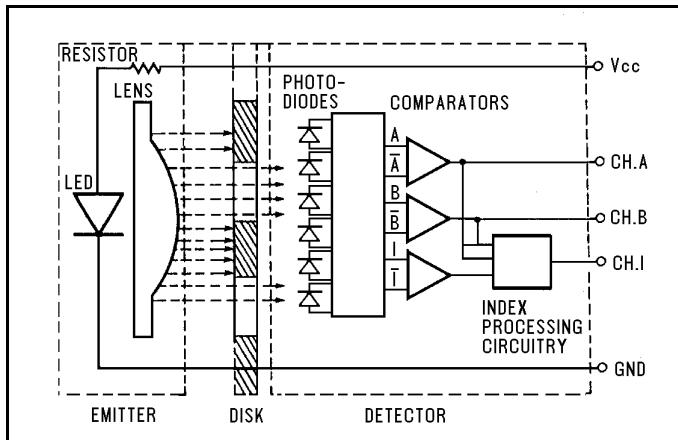 RESISTOR
LENS
LED
PHOTO-
DIODES
COMPARATORS
A
A̅
B
B̅
I
I̅
Vcc
CH.A
CH.B
CH.I
INDEX
PROCESSING
CIRCUITRY
GND
EMITTER
DISK
DETECTOR